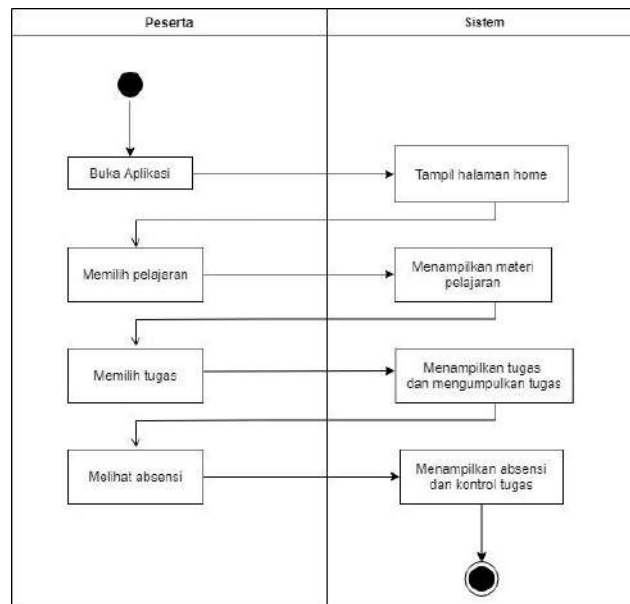 Peserta
Sistem
Buka Aplikasi
Tampil halaman home
Memilih pelajaran
Menampilkan materi
pelajaran
Memilih tugas
Menampilkan tugas
dan mengumpulkan tugas
Melihat absensi
Menampilkan absensi
dan kontrol tugas